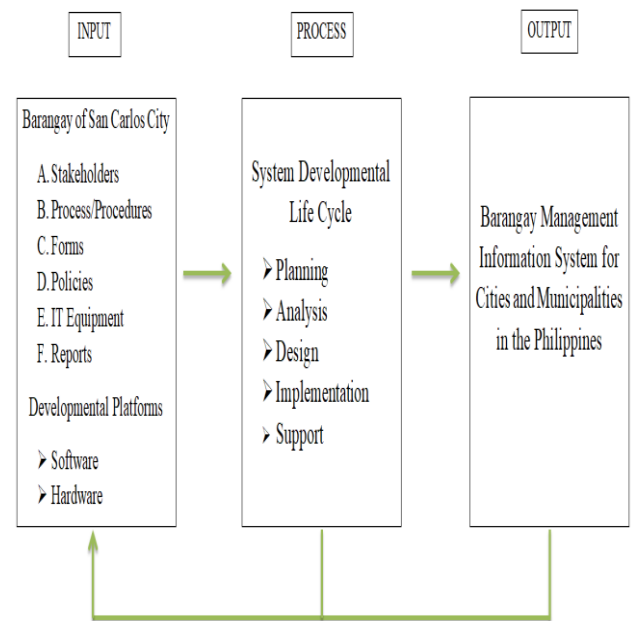 INPUT
PROCESS
OUTPUT
Barangay of San Carlos City
A. Stakeholders
B. Process/Procedures
C. Forms
D. Policies
E. IT Equipment
F. Reports
Developmental Platforms
➢ Software
➢ Hardware
System Developmental
Life Cycle
➢ Planning
➢ Analysis
➢ Design
➢ Implementation
➢ Support
Barangay Management
Information System for
Cities and Municipalities
in the Philippines